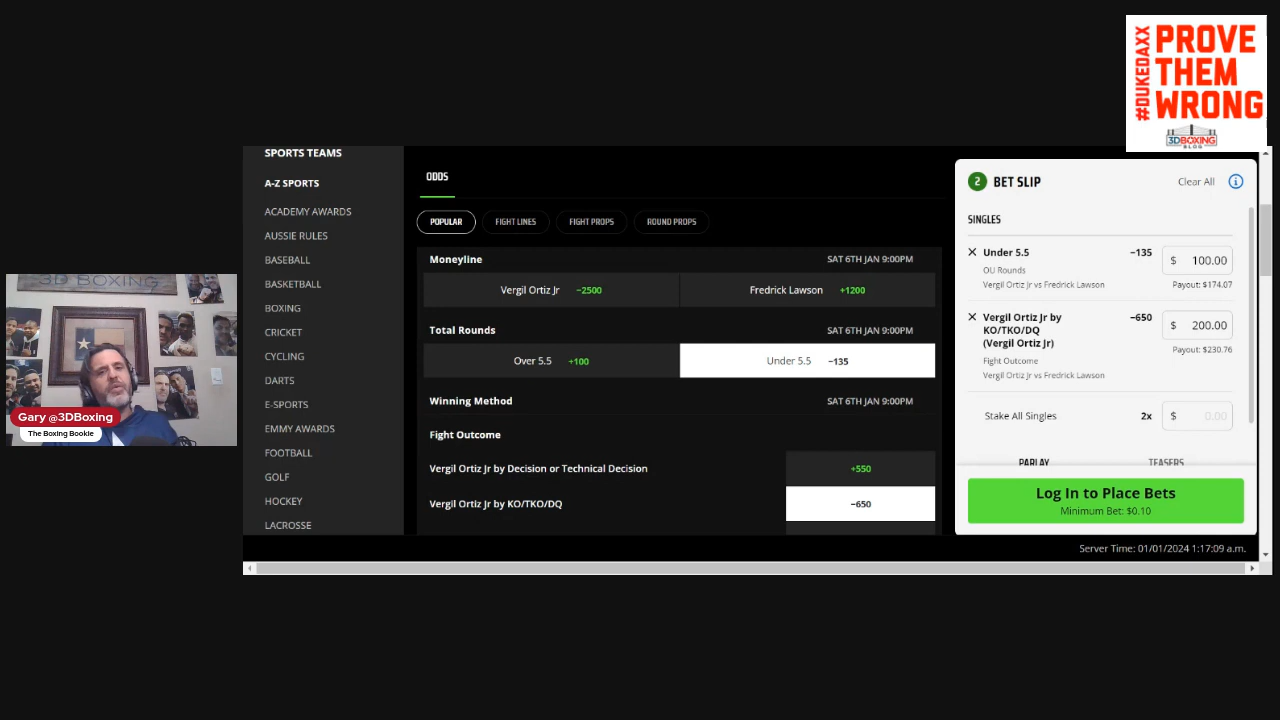 #DUKEDAXX
PROVE
THEM
WRONG
3DBOXING
BLOG
3D BOXING
Gary @3DBoxing
The Boxing Bookie
SPORTS TEAMS
A-Z SPORTS
ACADEMY AWARDS
AUSSIE RULES
BASEBALL
BASKETBALL
BOXING
CRICKET
CYCLING
DARTS
E-SPORTS
EMMY AWARDS
FOOTBALL
GOLF
HOCKEY
LACROSSE
ODDS
POPULAR FIGHT LINES FIGHT PROPS ROUND PROPS
Moneyline SAT 6TH JAN 9:00PM
Vergil Ortiz Jr −2500 Fredrick Lawson +1200
Total Rounds SAT 6TH JAN 9:00PM
Over 5.5 +100 Under 5.5 −135
Winning Method SAT 6TH JAN 9:00PM
Fight Outcome
Vergil Ortiz Jr by Decision or Technical Decision +550
Vergil Ortiz Jr by KO/TKO/DQ −650
2 BET SLIP Clear All i
SINGLES
× Under 5.5 −135 $ 100.00
OU Rounds
Vergil Ortiz Jr vs Fredrick Lawson Payout: $174.07
× Vergil Ortiz Jr by −650 $ 200.00
KO/TKO/DQ
(Vergil Ortiz Jr) Payout: $230.76
Fight Outcome
Vergil Ortiz Jr vs Fredrick Lawson
Stake All Singles 2x $ 0.00
PARLAY TEASERS
Log In to Place Bets
Minimum Bet: $0.10
Server Time: 01/01/2024 1:17:09 a.m.